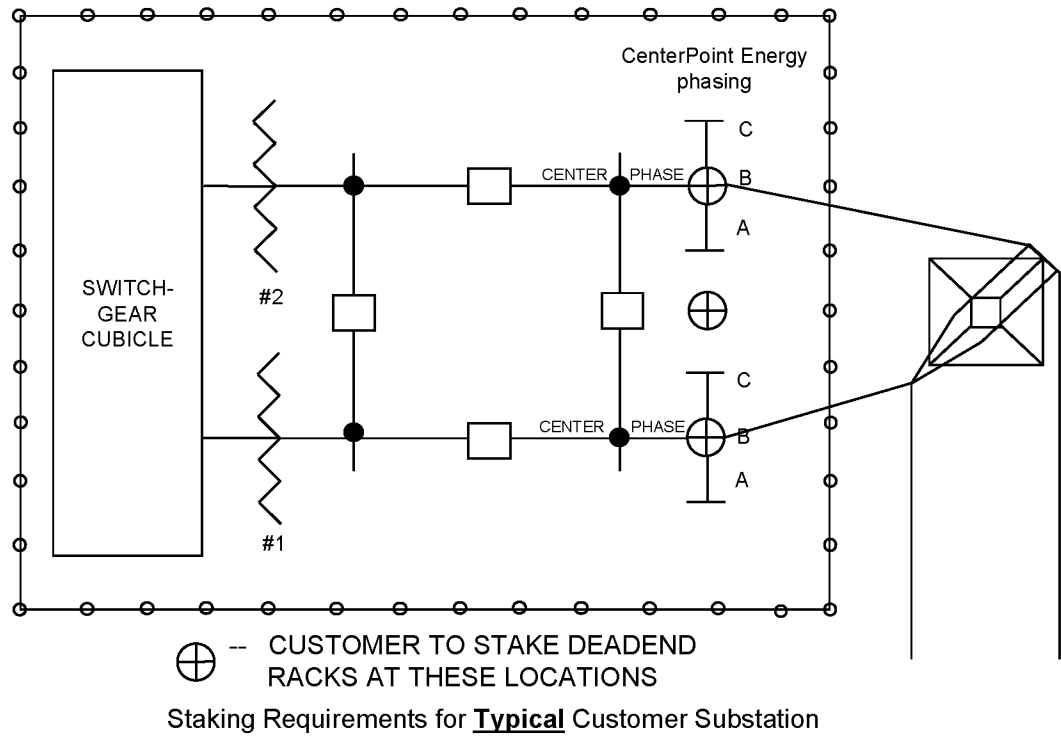 CenterPoint Energy
phasing
C
CENTER PHASE B
A
SWITCH-
GEAR
CUBICLE
#2
C
CENTER PHASE B
A
#1
-- CUSTOMER TO STAKE DEADEND
RACKS AT THESE LOCATIONS
Staking Requirements for Typical Customer Substation